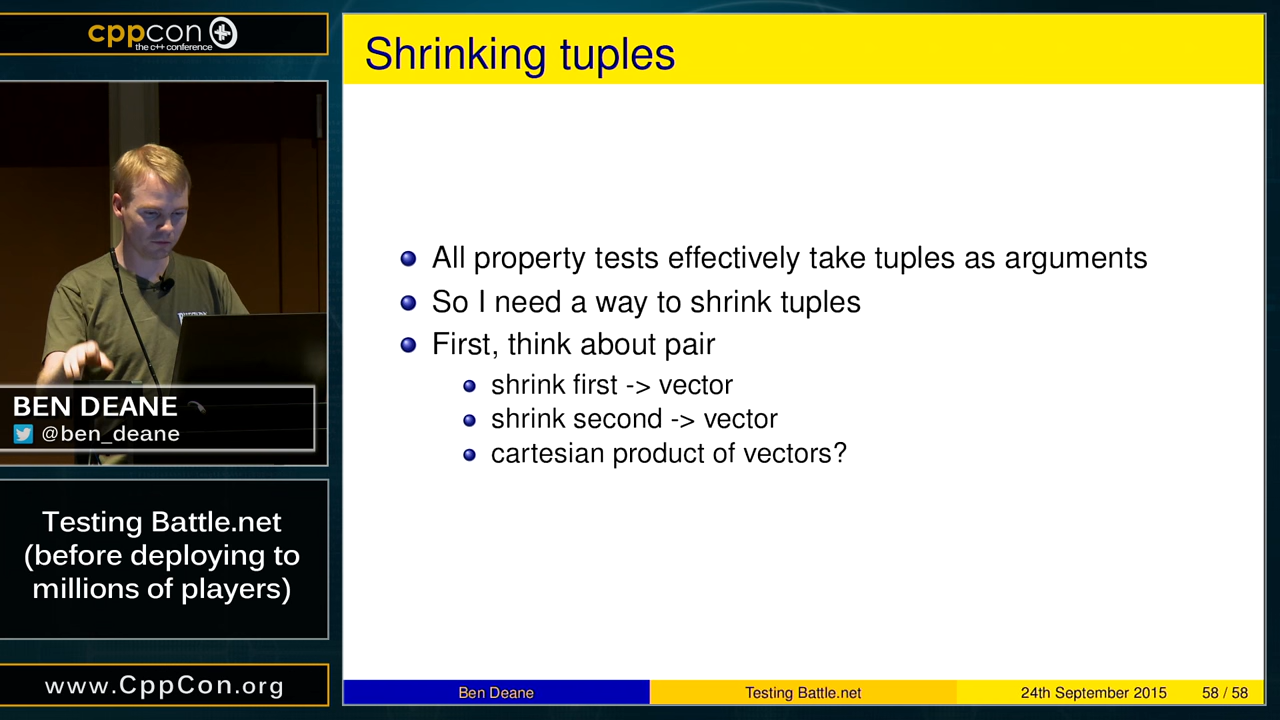 cppcon
the c++ conference
BEN DEANE
@ben_deane
Testing Battle.net
(before deploying to
millions of players)
www.CppCon.org
Shrinking tuples
All property tests effectively take tuples as arguments
So I need a way to shrink tuples
First, think about pair
shrink first -> vector
shrink second -> vector
cartesian product of vectors?
Ben Deane Testing Battle.net 24th September 2015 58 / 58